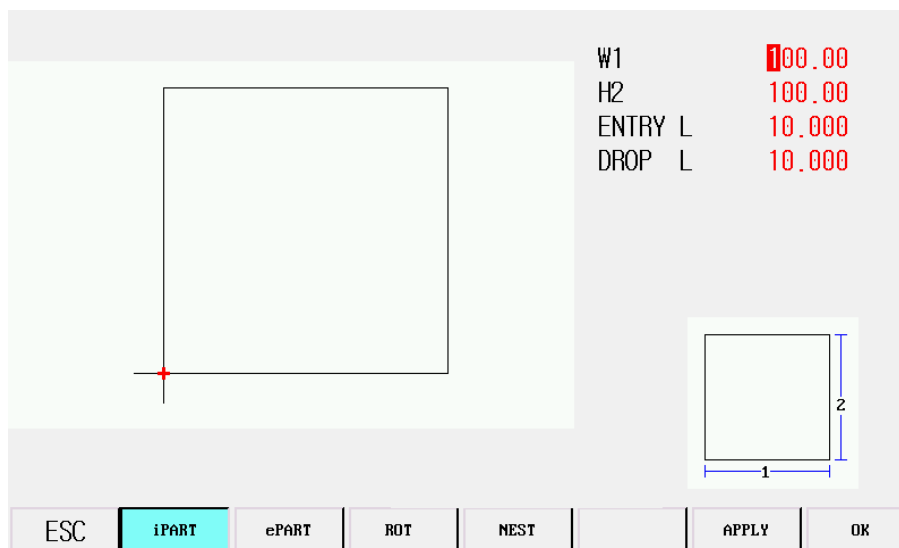 W1 100.00
H2 100.00
ENTRY L 10.000
DROP L 10.000
2
1
ESC iPART ePART ROT NEST APPLY OK